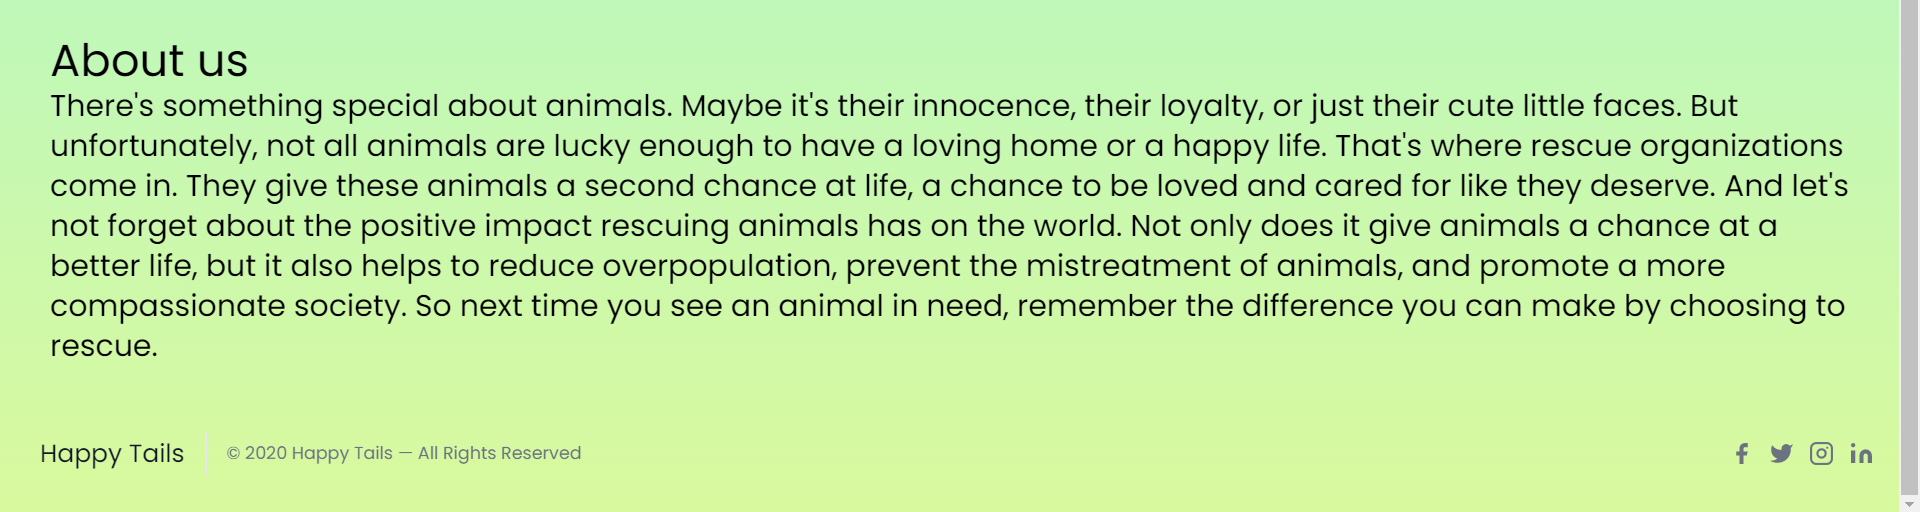 About us
There's something special about animals. Maybe it's their innocence, their loyalty, or just their cute little faces. But
unfortunately, not all animals are lucky enough to have a loving home or a happy life. That's where rescue organizations
come in. They give these animals a second chance at life, a chance to be loved and cared for like they deserve. And let's
not forget about the positive impact rescuing animals has on the world. Not only does it give animals a chance at a
better life, but it also helps to reduce overpopulation, prevent the mistreatment of animals, and promote a more
compassionate society. So next time you see an animal in need, remember the difference you can make by choosing to
rescue.
Happy Tails
© 2020 Happy Tails — All Rights Reserved